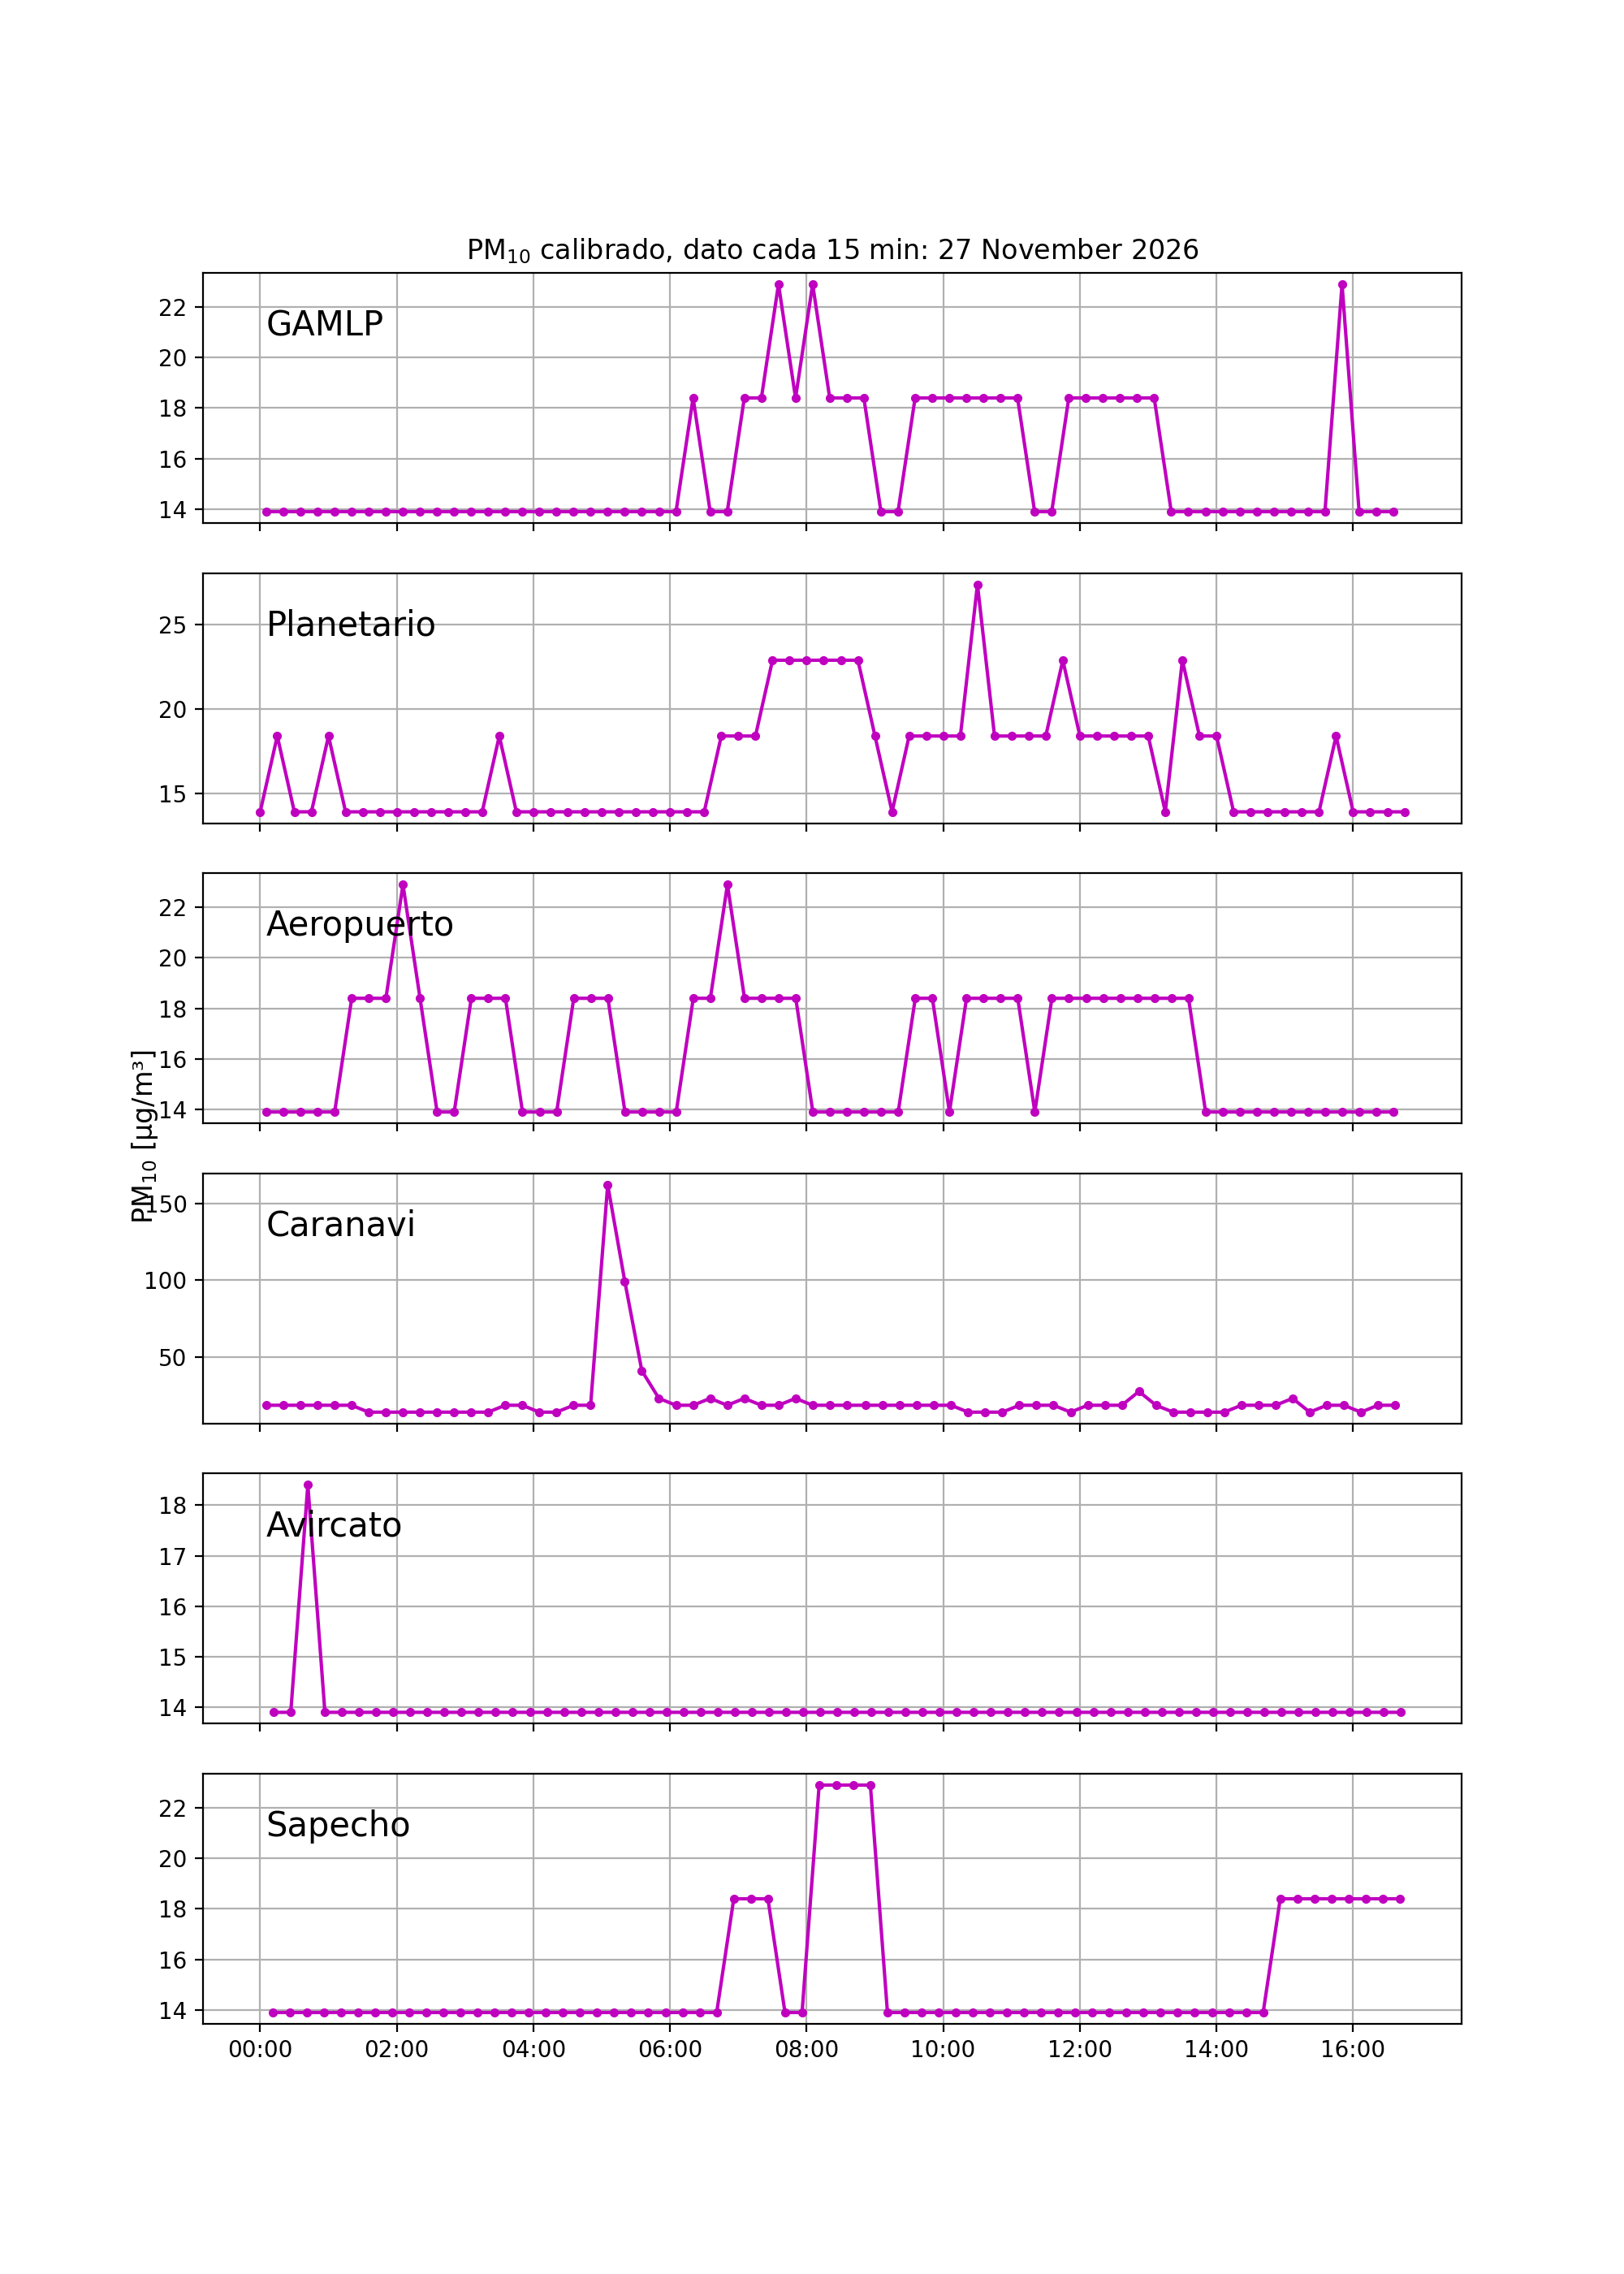 PM₁₀ calibrado, dato cada 15 min: 27 November 2026
GAMLP
22
20
18
16
14
Planetario
25
20
15
Aeropuerto
22
20
18
16
14
PM₁₀ [µg/m³]
Caranavi
150
100
50
Avircato
18
17
16
15
14
Sapecho
22
20
18
16
14
00:00 02:00 04:00 06:00 08:00 10:00 12:00 14:00 16:00